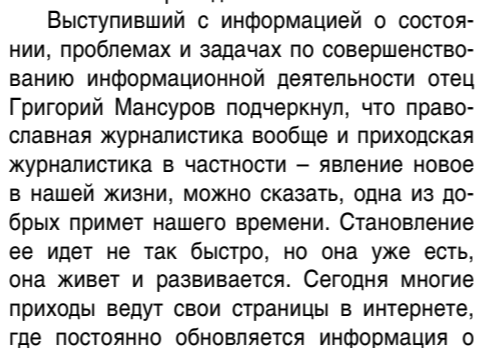 Выступивший с информацией о состоя-
нии, проблемах и задачах по совершенство-
ванию информационной деятельности отец
Григорий Мансуров подчеркнул, что право-
славная журналистика вообще и приходская
журналистика в частности – явление новое
в нашей жизни, можно сказать, одна из до-
брых примет нашего времени. Становление
ее идет не так быстро, но она уже есть,
она живет и развивается. Сегодня многие
приходы ведут свои страницы в интернете,
где постоянно обновляется информация о